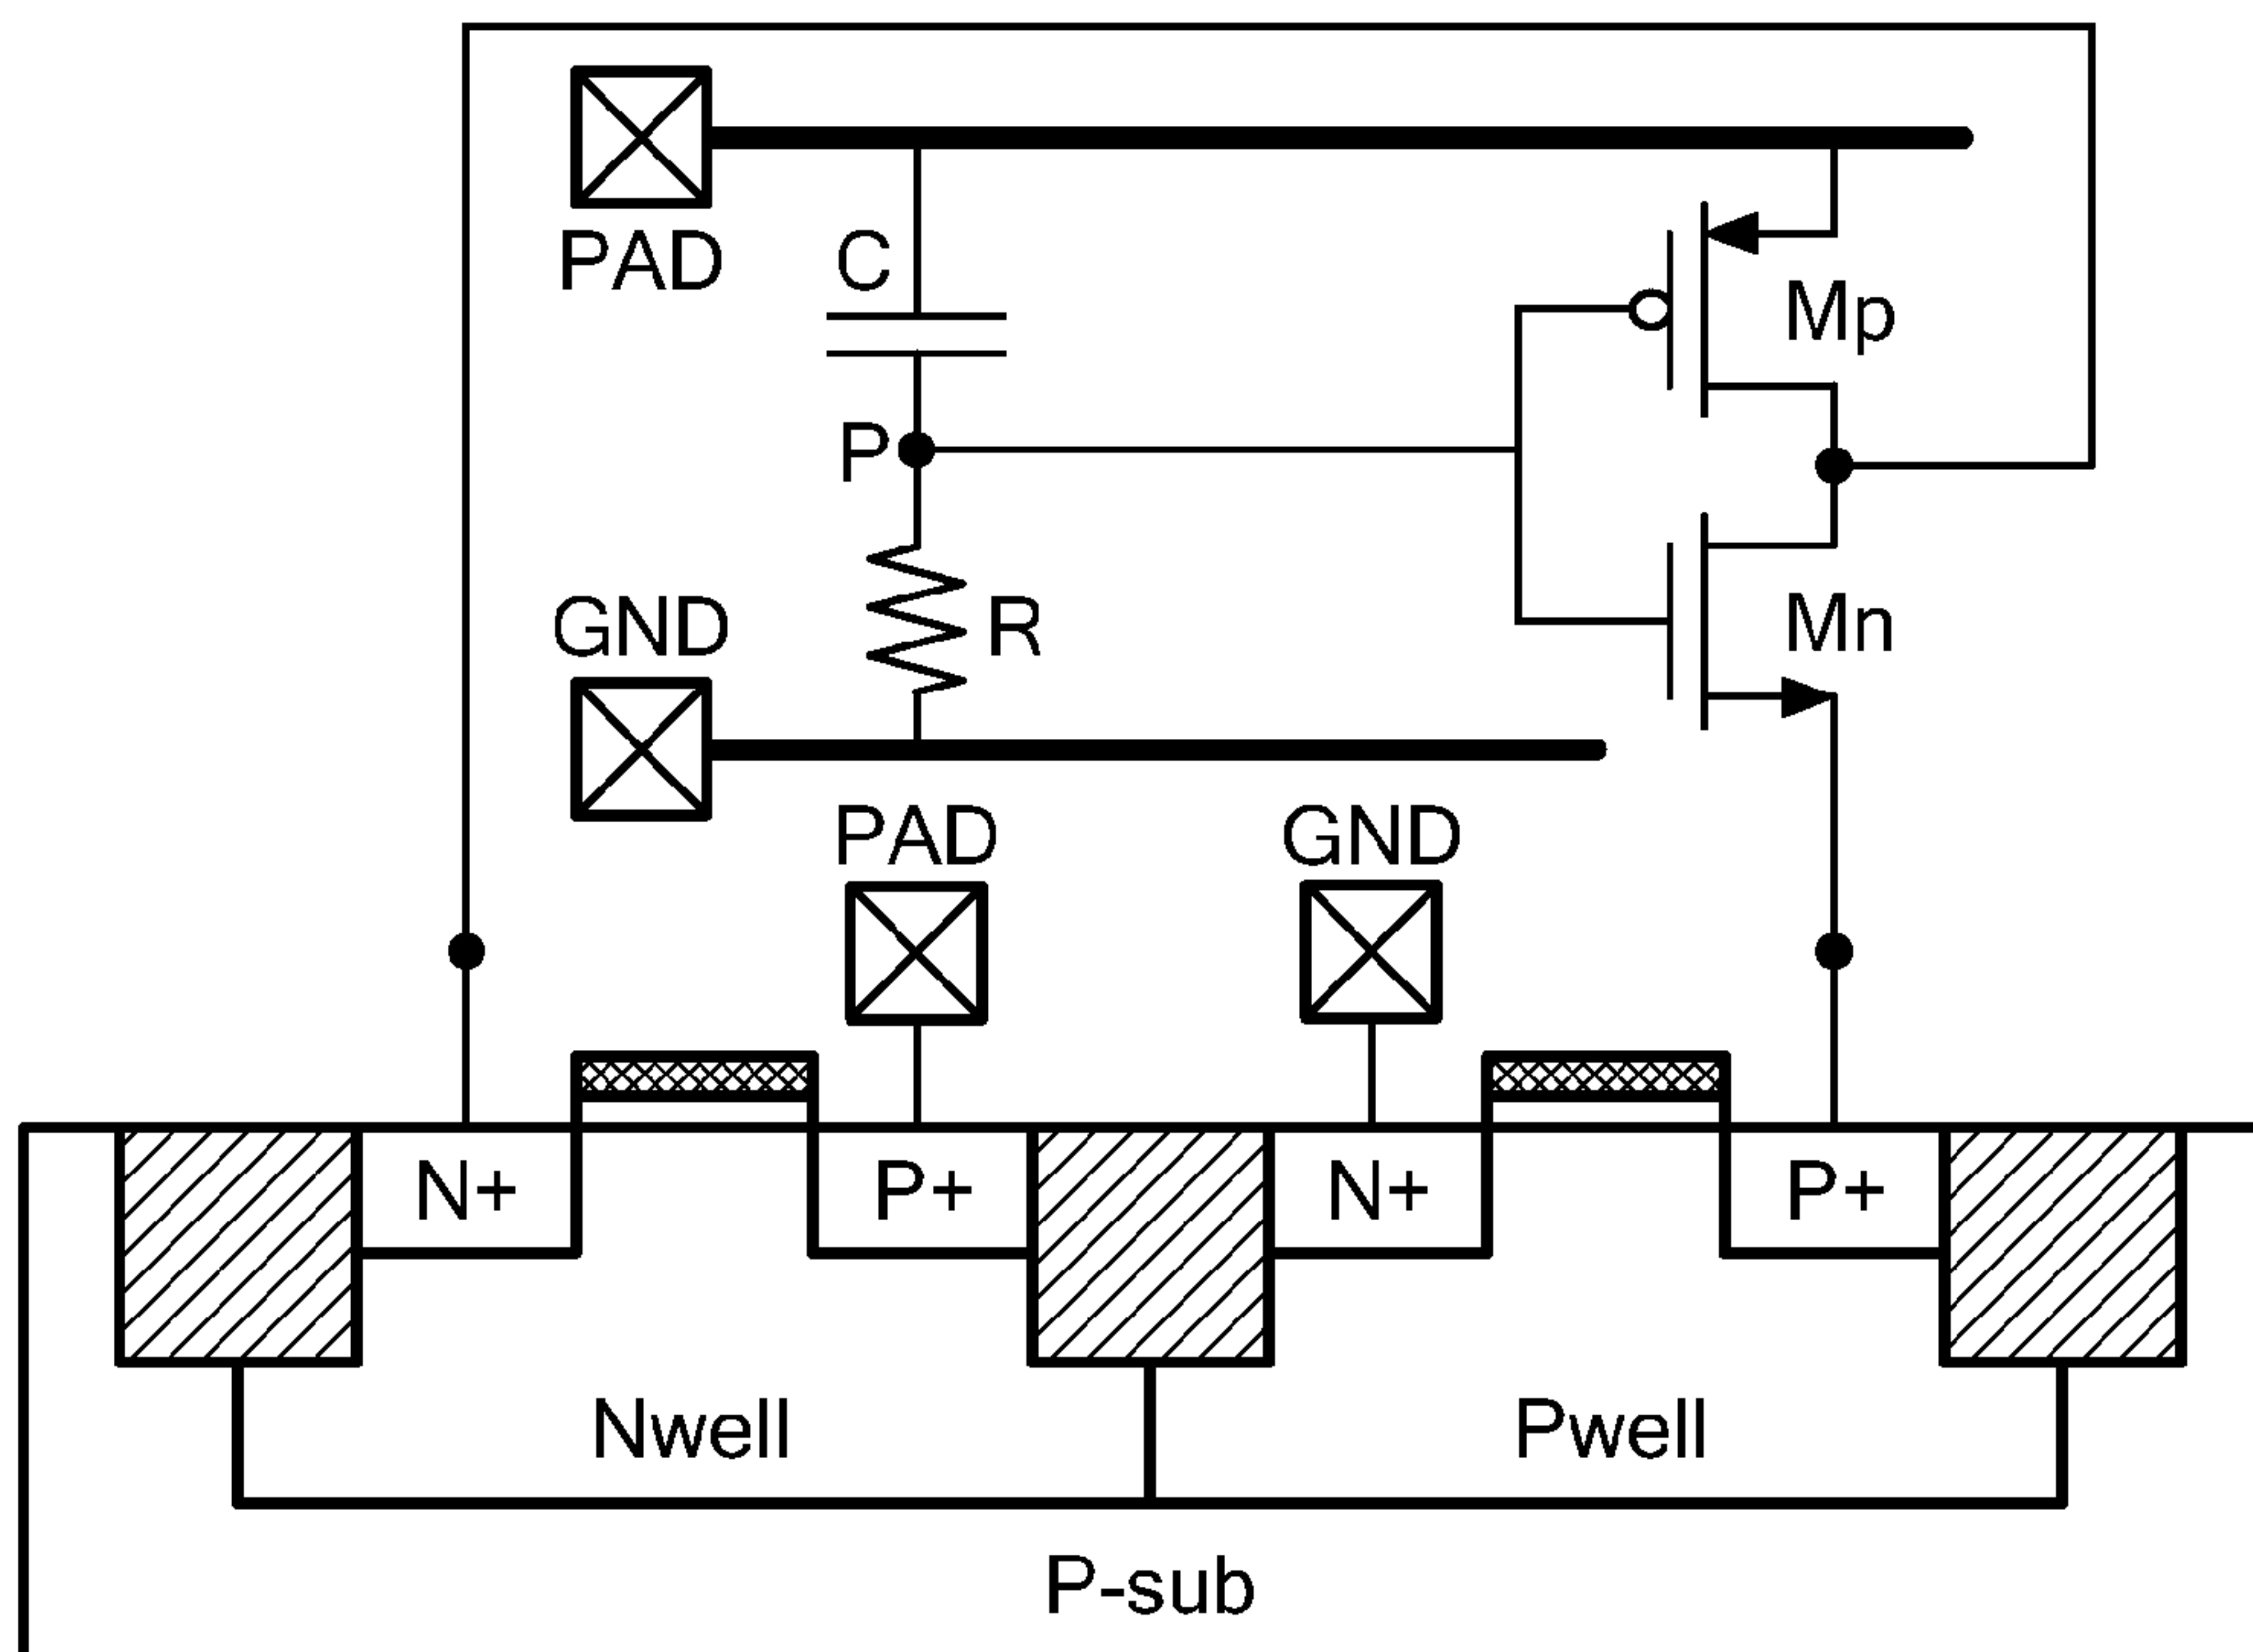 PAD
C
Mp
P
GND
R
Mn
PAD
GND
N+
P+
N+
P+
Nwell
Pwell
P-sub